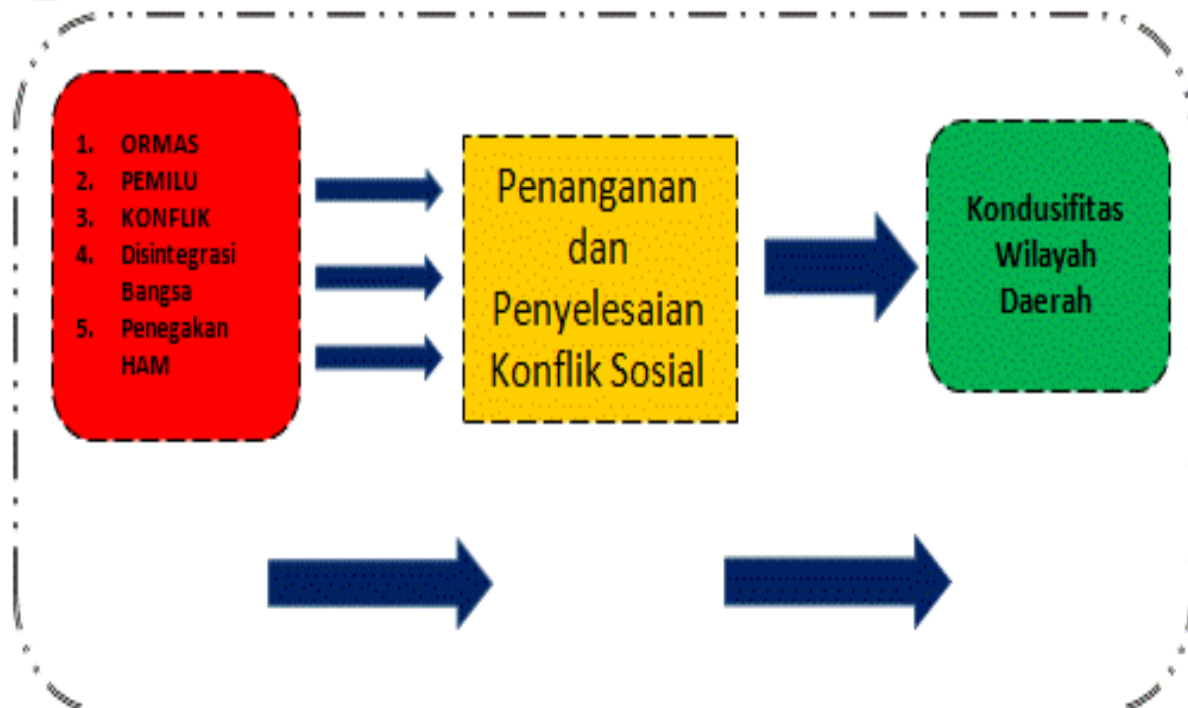 1. ORMAS
2. PEMILU
3. KONFLIK
4. Disintegrasi
Bangsa
5. Penegakan
HAM
Penanganan
dan
Penyelesaian
Konflik Sosial
Kondusifitas
Wilayah
Daerah